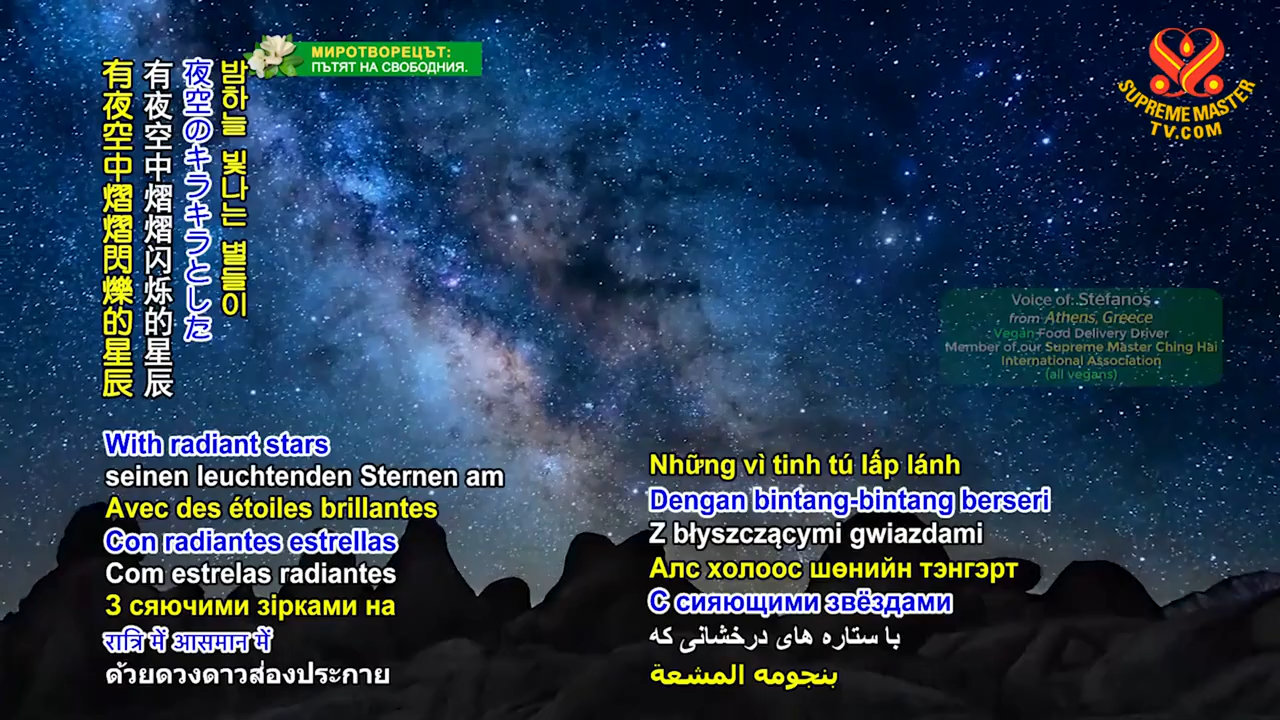 МИРОТВОРЕЦЪТ:
ПЪТЯТ НА СВОБОДНИЯ.
SUPREME MASTER
TV.COM
밤하늘 빛나는 별들이
夜空のキラキラとした
有夜空中熠熠闪烁的星辰
有夜空中熠熠閃爍的星辰
Voice of: Stefanos
from Athens, Greece
Vegan Food Delivery Driver
Member of our Supreme Master Ching Hai
International Association
(all vegans)
With radiant stars
seinen leuchtenden Sternen am
Avec des étoiles brillantes
Con radiantes estrellas
Com estrelas radiantes
З сяючими зірками на
रात्रि में आसमान में
ด้วยดวงดาวส่องประกาย
Những vì tinh tú lấp lánh
Dengan bintang-bintang berseri
Z błyszczącymi gwiazdami
Алс холоос шөнийн тэнгэрт
С сияющими звёздами
با ستاره های درخشانی که
بنجومه المشعة